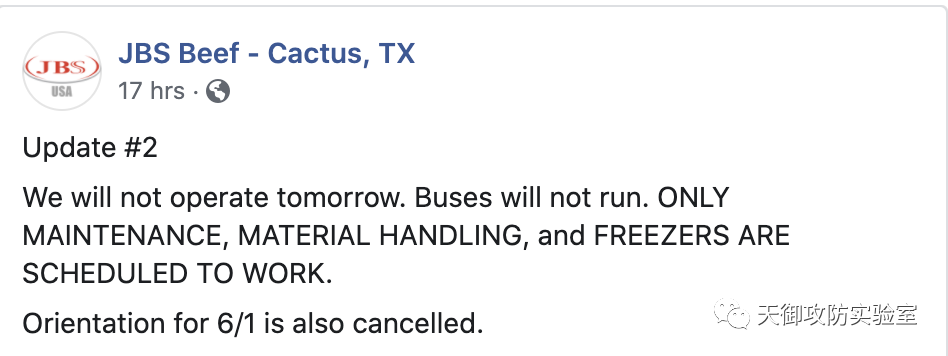 JBS
USA
JBS Beef - Cactus, TX
17 hrs ·
Update #2
We will not operate tomorrow. Buses will not run. ONLY
MAINTENANCE, MATERIAL HANDLING, and FREEZERS ARE
SCHEDULED TO WORK.
Orientation for 6/1 is also cancelled.
天御攻防实验室